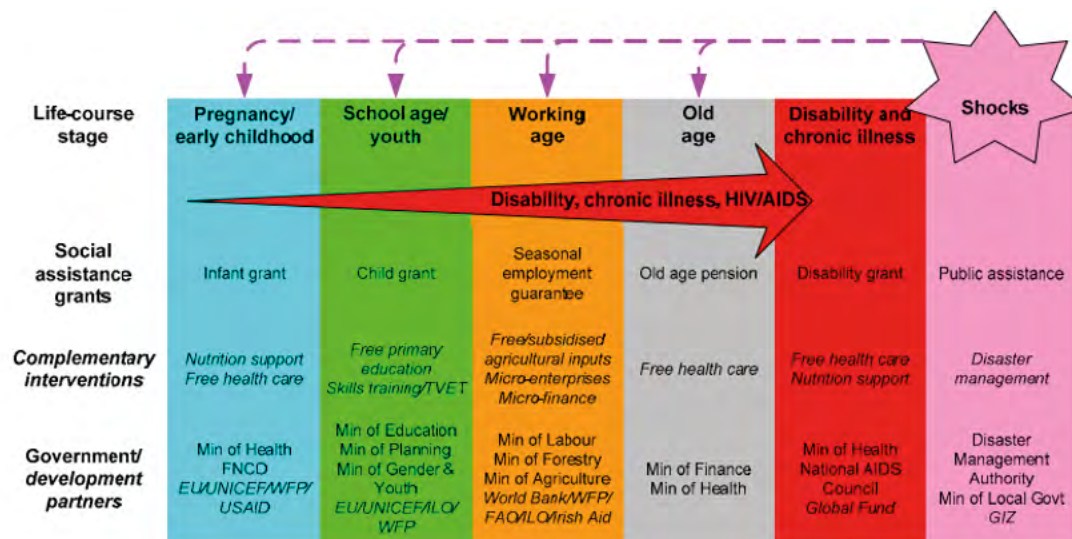 Life-course
stage
Pregnancy/
early childhood
School age/
youth
Working
age
Old
age
Disability and
chronic illness
Shocks
Disability, chronic illness, HIV/AIDS
Social
assistance
grants
Infant grant
Child grant
Seasonal
employment
guarantee
Old age pension
Disability grant
Public assistance
Complementary
interventions
Nutrition support
Free health care
Free primary
education
Skills training/TVET
Free/subsidised
agricultural inputs
Micro-enterprises
Micro-finance
Free health care
Free health care
Nutrition support
Disaster
management
Government/
development
partners
Min of Health
FNCO
EU/UNICEF/WFP/
USAID
Min of Education
Min of Planning
Min of Gender &
Youth
EU/UNICEF/ILO/
WFP
Min of Labour
Min of Forestry
Min of Agriculture
World Bank/WFP/
FAO/ILO/Irish Aid
Min of Finance
Min of Health
Min of Health
National AIDS
Council
Global Fund
Disaster
Management
Authority
Min of Local Govt
GIZ